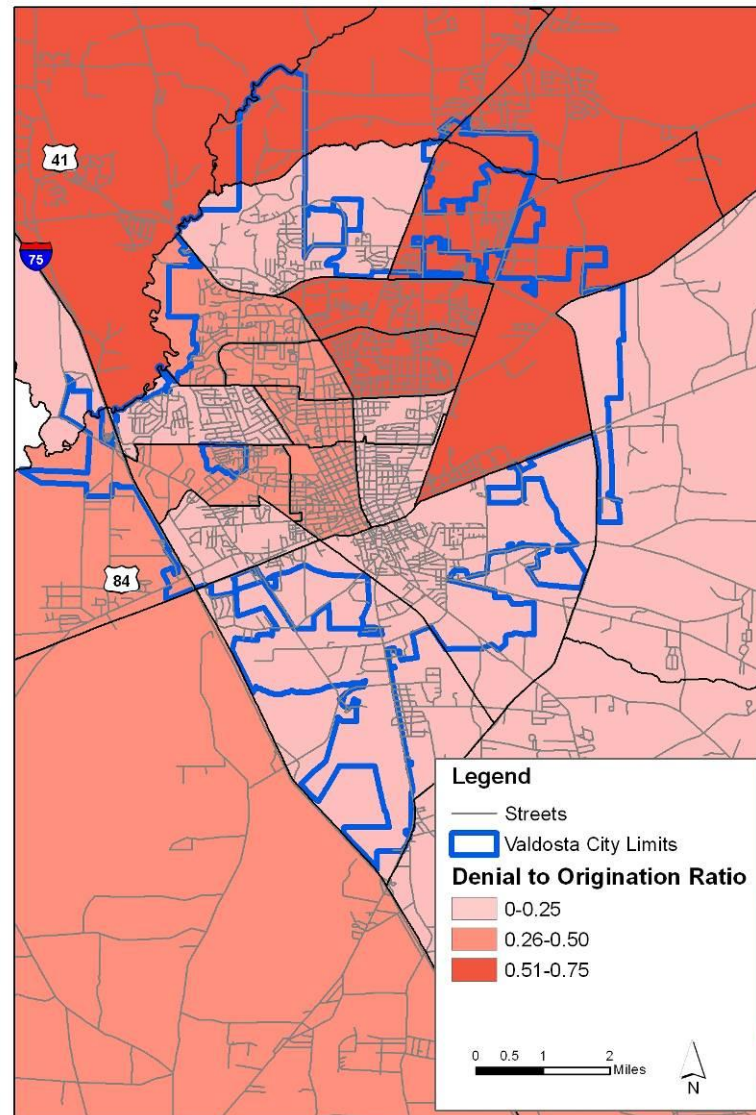 41
75
84
Legend
Streets
Valdosta City Limits
Denial to Origination Ratio
0-0.25
0.26-0.50
0.51-0.75
0 0.5 1 2
Miles
N